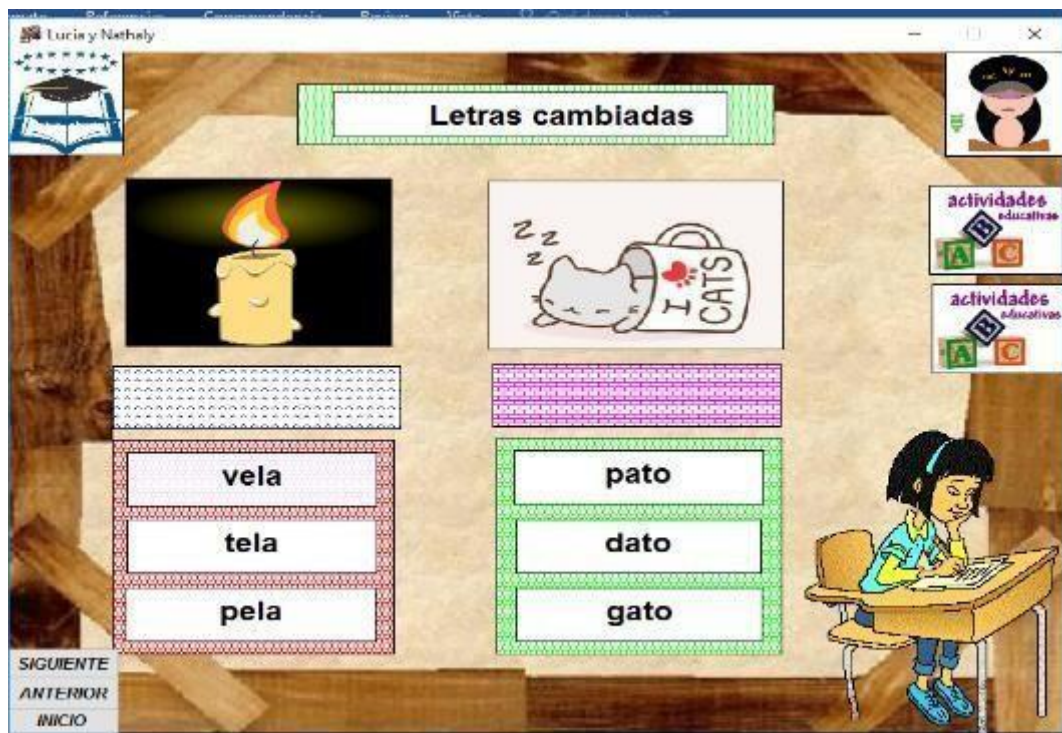 Lucia y Nathaly
Letras cambiadas
actividades
educativas
A B C
actividades
educativas
A B C
z z
z
I
CATS
vela
tela
pela
pato
dato
gato
SIGUIENTE
ANTERIOR
INICIO